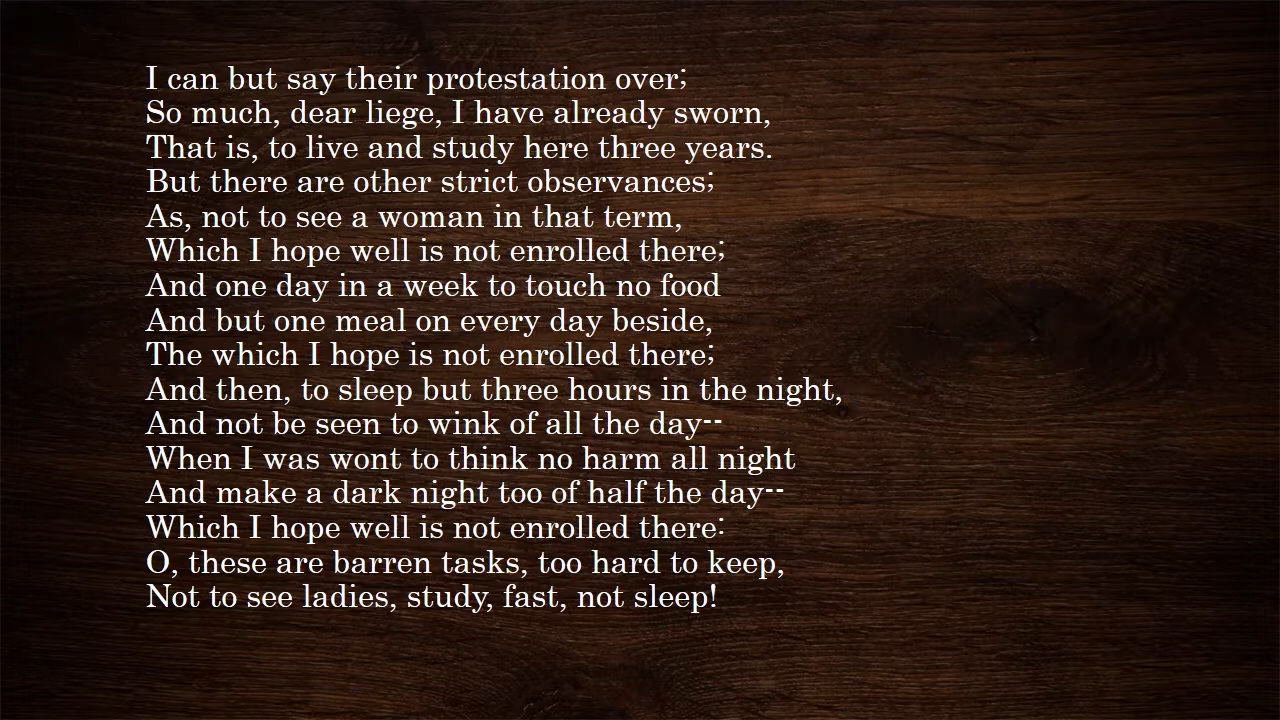 I can but say their protestation over;
So much, dear liege, I have already sworn,
That is, to live and study here three years.
But there are other strict observances;
As, not to see a woman in that term,
Which I hope well is not enrolled there;
And one day in a week to touch no food
And but one meal on every day beside,
The which I hope is not enrolled there;
And then, to sleep but three hours in the night,
And not be seen to wink of all the day--
When I was wont to think no harm all night
And make a dark night too of half the day--
Which I hope well is not enrolled there:
O, these are barren tasks, too hard to keep,
Not to see ladies, study, fast, not sleep!